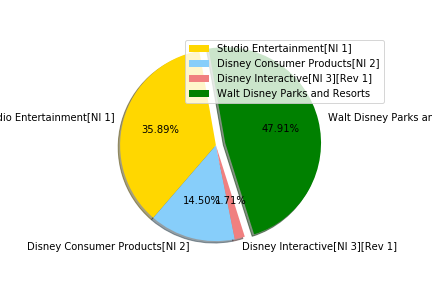 Studio Entertainment[NI 1]
Disney Consumer Products[NI 2]
Disney Interactive[NI 3][Rev 1]
Walt Disney Parks and Resorts
47.91%
Walt Disney Parks
Entertainment[NI 1]
35.89%
14.50%
1.71%
Disney Consumer Products[NI 2]
Disney Interactive[NI 3][Rev 1]